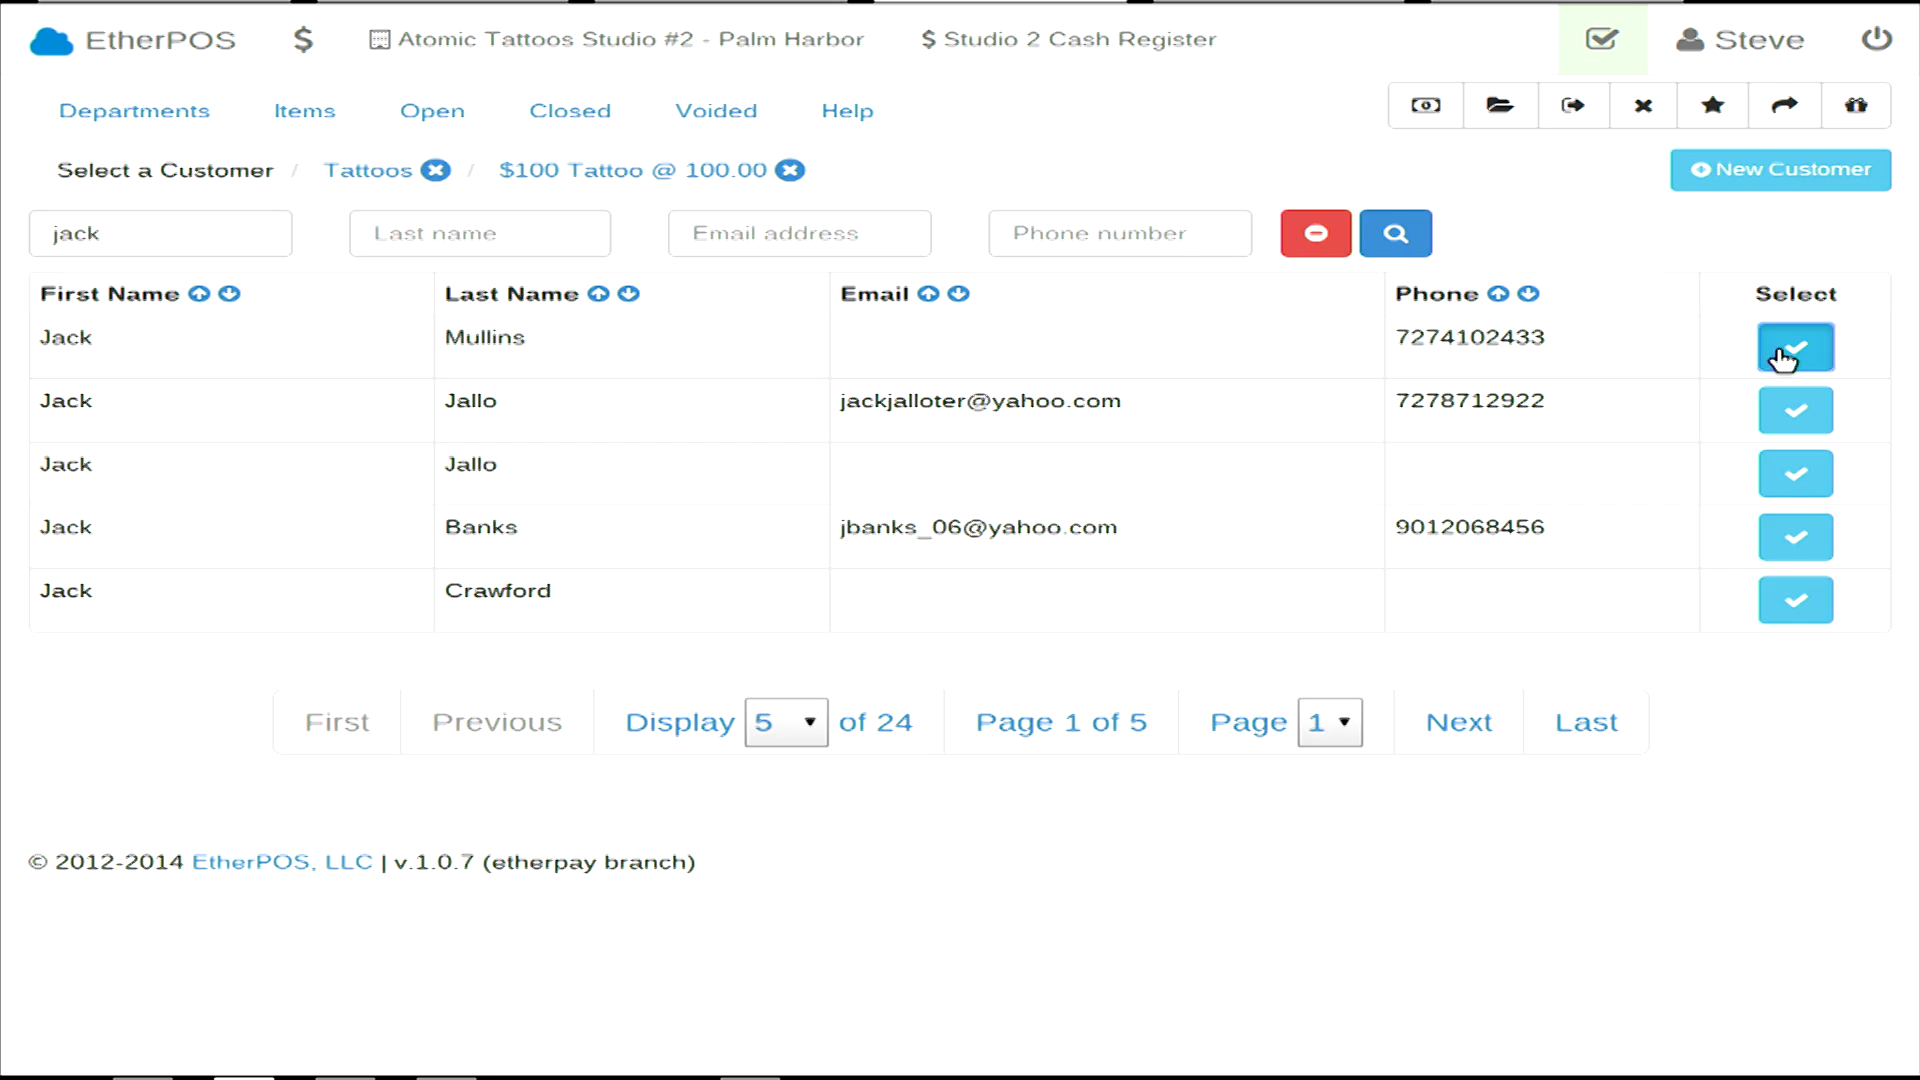 EtherPOS $ Atomic Tattoos Studio #2 - Palm Harbor $ Studio 2 Cash Register Steve
Departments Items Open Closed Voided Help
Select a Customer / Tattoos / $100 Tattoo @ 100.00 New Customer
jack Last name Email address Phone number
First Name Last Name Email Phone Select
Jack Mullins 7274102433
Jack Jallo jackjalloter@yahoo.com 7278712922
Jack Jallo
Jack Banks jbanks_06@yahoo.com 9012068456
Jack Crawford
First Previous Display 5 of 24 Page 1 of 5 Page 1 Next Last
© 2012-2014 EtherPOS, LLC | v.1.0.7 (etherpay branch)